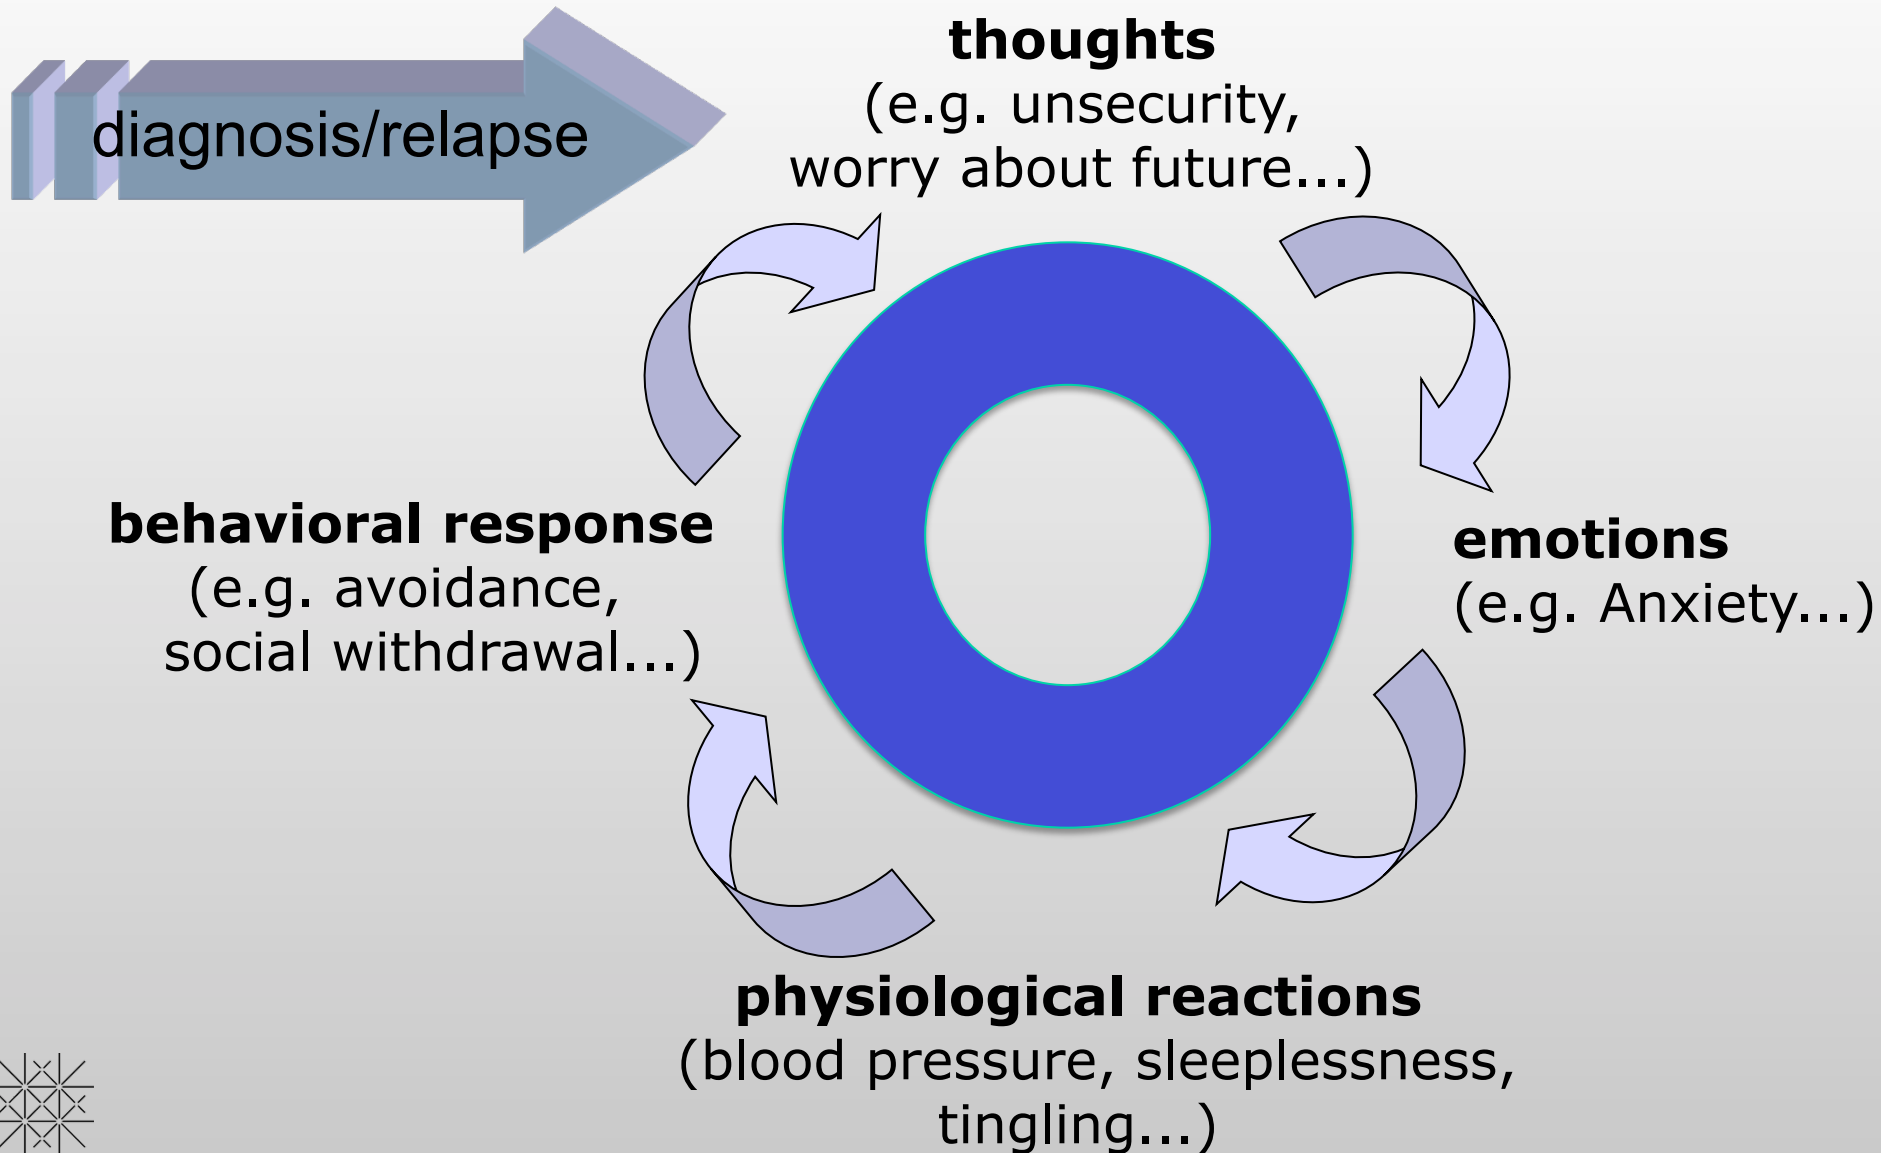 diagnosis/relapse
thoughts
(e.g. unsecurity,
worry about future...)
behavioral response
(e.g. avoidance,
social withdrawal...)
emotions
(e.g. Anxiety...)
physiological reactions
(blood pressure, sleeplessness,
tingling...)